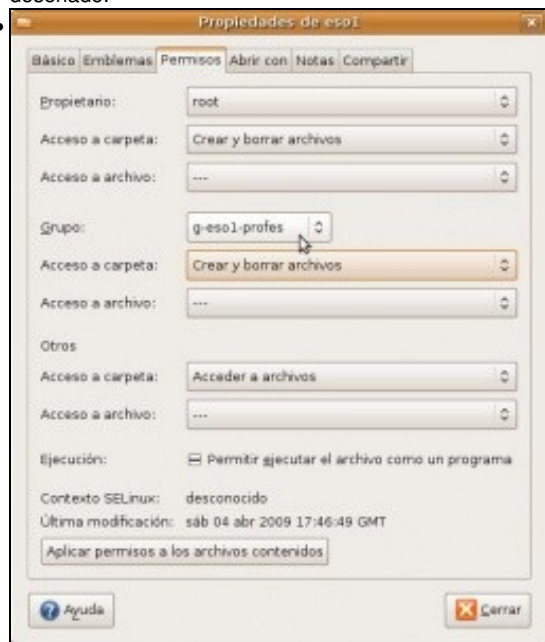 Propiedades de eso1
Básico Emblemas Permisos Abrir con Notas Compartir
Propietario: root
Acceso a carpeta: Crear y borrar archivos
Acceso a archivo: ---
Grupo: g-eso1-profes
Acceso a carpeta: Crear y borrar archivos
Acceso a archivo: ---
Otros
Acceso a carpeta: Acceder a archivos
Acceso a archivo: ---
Ejecución: Permitir ejecutar el archivo como un programa
Contexto SELinux: desconocido
Última modificación: sáb 04 abr 2009 17:46:49 GMT
Aplicar permisos a los archivos contenidos
Ayuda Cerrar